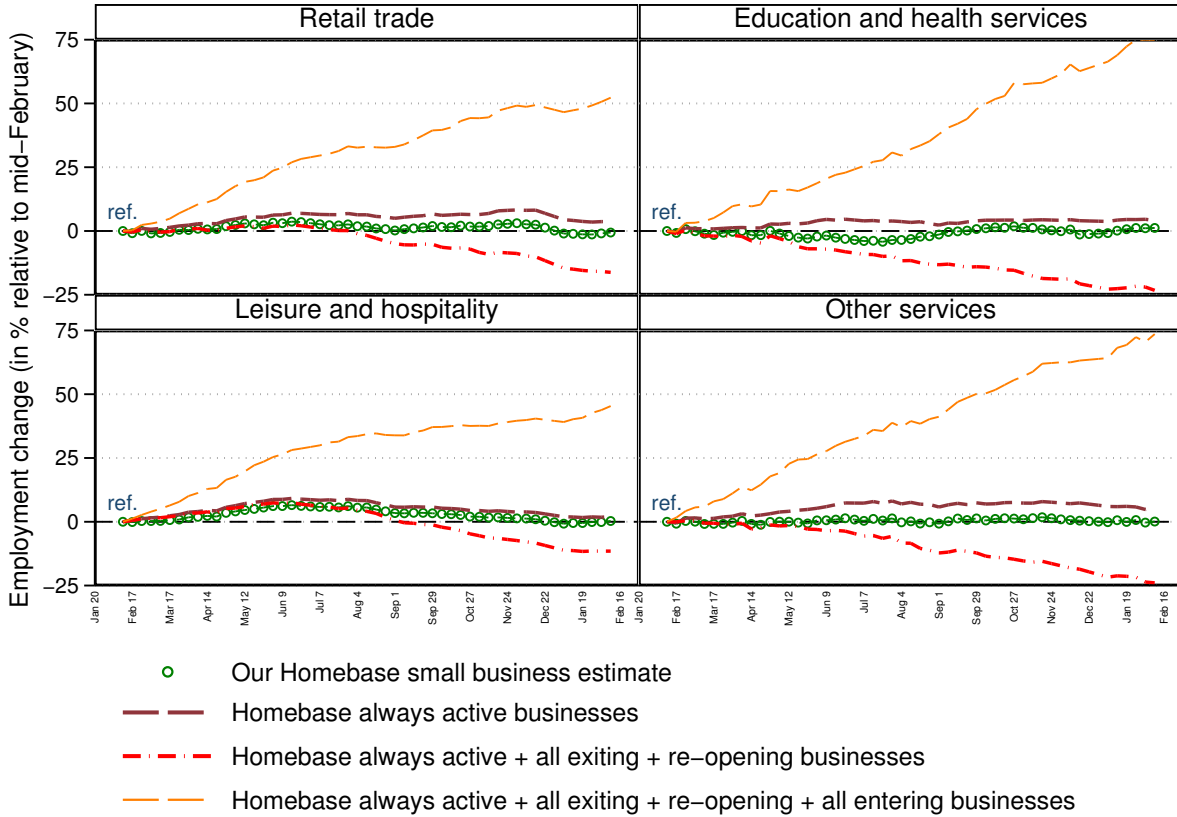 Employment change (in % relative to mid−February)
Retail trade
Education and health services
75
50
25
0
−25
ref.
ref.
Leisure and hospitality
Other services
75
50
25
0
−25
ref.
ref.
Jan 20 Feb 17 Mar 17 Apr 14 May 12 Jun 9 Jul 7 Aug 4 Sep 1 Sep 29 Oct 27 Nov 24 Dec 22 Jan 19 Feb 16
Jan 20 Feb 17 Mar 17 Apr 14 May 12 Jun 9 Jul 7 Aug 4 Sep 1 Sep 29 Oct 27 Nov 24 Dec 22 Jan 19 Feb 16
Our Homebase small business estimate
Homebase always active businesses
Homebase always active + all exiting + re−opening businesses
Homebase always active + all exiting + re−opening + all entering businesses